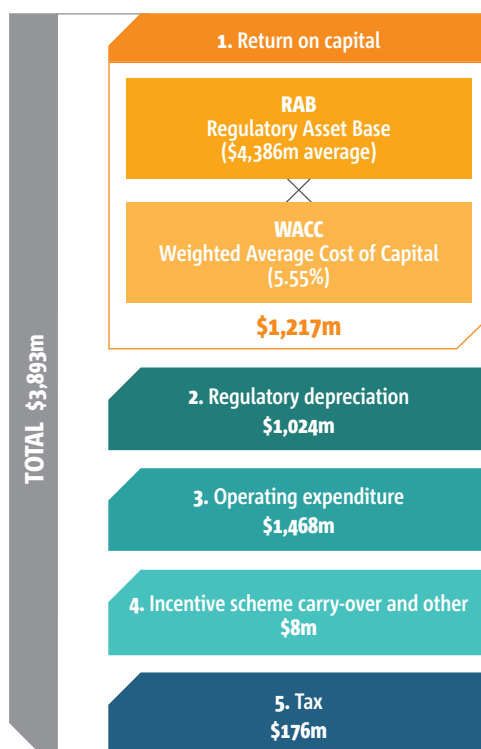 TOTAL $3,893m
1. Return on capital
RAB
Regulatory Asset Base
($4,386m average)
WACC
Weighted Average Cost of Capital
(5.55%)
$1,217m
2. Regulatory depreciation
$1,024m
3. Operating expenditure
$1,468m
4. Incentive scheme carry-over and other
$8m
5. Tax
$176m